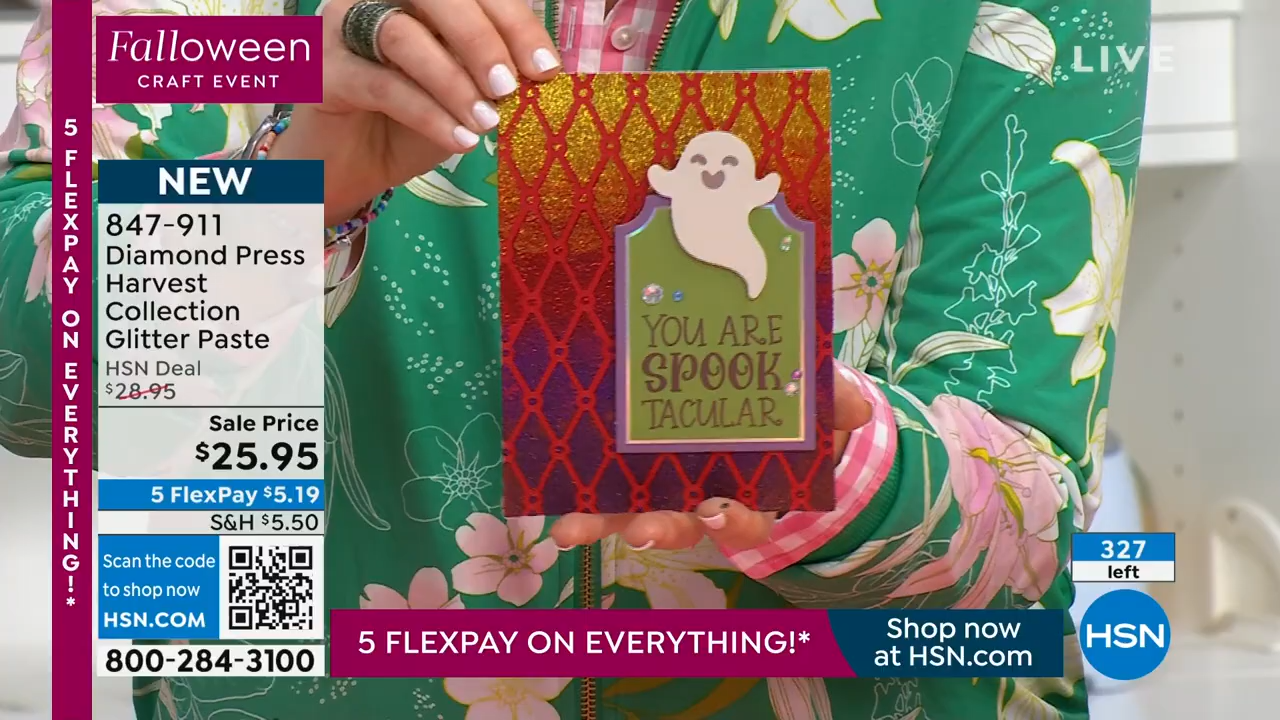 Falloween
CRAFT EVENT
5 FLEXPAY ON EVERYTHING!*
NEW
847-911
Diamond Press
Harvest
Collection
Glitter Paste
HSN Deal
$28.95
Sale Price
$25.95
5 FlexPay $5.19
S&H $5.50
Scan the code
to shop now
HSN.COM
800-284-3100
LIVE
YOU ARE
SPOOK
TACULAR
327
left
5 FLEXPAY ON EVERYTHING!*
Shop now
at HSN.com
HSN